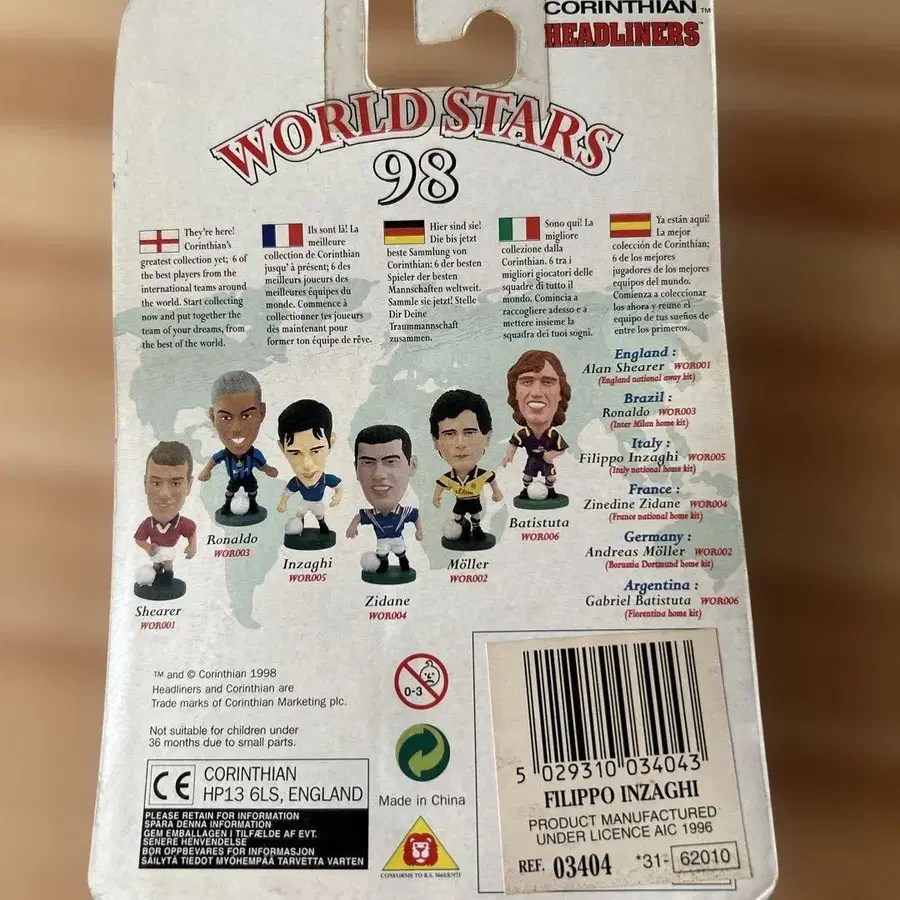 CORINTHIAN ™
HEADLINERS™
WORLD STARS
98
They're here!
Corinthian's
greatest collection yet; 6 of
the best players from the
international teams around
the world. Start collecting
now and put together the
team of your dreams, from
the best of the world.
Ils sont là! La
meilleure
collection de Corinthian
jusqu' à présent; 6 des
meilleurs joueurs des
meilleures équipes du
monde. Commence à
collectionner tes joueurs
dès maintenant pour
former ton équipe de rêve.
Hier sind sie!
Die bis jetzt
beste Sammlung von
Corinthian: 6 der besten
Spieler der besten
Mannschaften weltweit.
Sammle sie jetzt! Stelle
Dir Deine
Traummannschaft
zusammen.
Sono qui! La
migliore
collezione dalla
Corinthian. 6 tra i
migliori giocatori delle
squadre di tutto il
mondo. Comincia a
raccogliere adesso e a
mettere insieme la
squadra dei tuoi sogni.
Ya están aqui!
La mejor
colección de Corinthian;
6 de los mejores
jugadores de los mejores
equipos del mundo.
Comienza a coleccionar
los ahora y reune el
equipo de tus sueños de
entre los primeros.
England :
Alan Shearer WOR001
(England national away kit)
Brazil :
Ronaldo WOR003
(Inter Milan home kit)
Italy :
Filippo Inzaghi WOR005
(Italy national home kit)
France :
Zinedine Zidane WOR004
(France national home kit)
Germany :
Andreas Möller WOR002
(Borussia Dortmund home kit)
Argentina :
Gabriel Batistuta WOR006
(Fiorentina home kit)
Shearer
WOR001
Ronaldo
WOR003
Inzaghi
WOR005
Zidane
WOR004
Möller
WOR002
Batistuta
WOR006
™ and © Corinthian 1998
Headliners and Corinthian are
Trade marks of Corinthian Marketing plc.
Not suitable for children under
36 months due to small parts.
CE CORINTHIAN
HP13 6LS, ENGLAND
PLEASE RETAIN FOR INFORMATION
SPARA DENNA INFORMATION
GEM EMBALLAGEN I TILFÆLDE AF EVT.
SENERE HENVENDELSE
BØR OPPBEVARES FOR INFORMASJON
SÄILYTÄ TIEDOT MYÖHEMPÄÄ TARVETTA VARTEN
0-3
Made in China
CONFORMS TO B.S. 5665/EN71
5 029310 034043
FILIPPO INZAGHI
PRODUCT MANUFACTURED
UNDER LICENCE AIC 1996
REF. 03404 *31- 62010